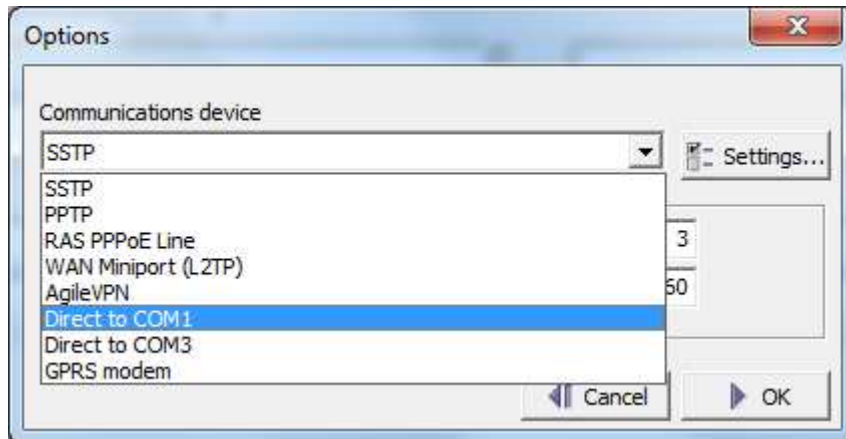 Options
Communications device
SSTP
Settings...
SSTP
PPTP
RAS PPPoE Line
3
WAN Miniport (L2TP)
AgileVPN
60
Direct to COM1
Direct to COM3
GPRS modem
Cancel
OK